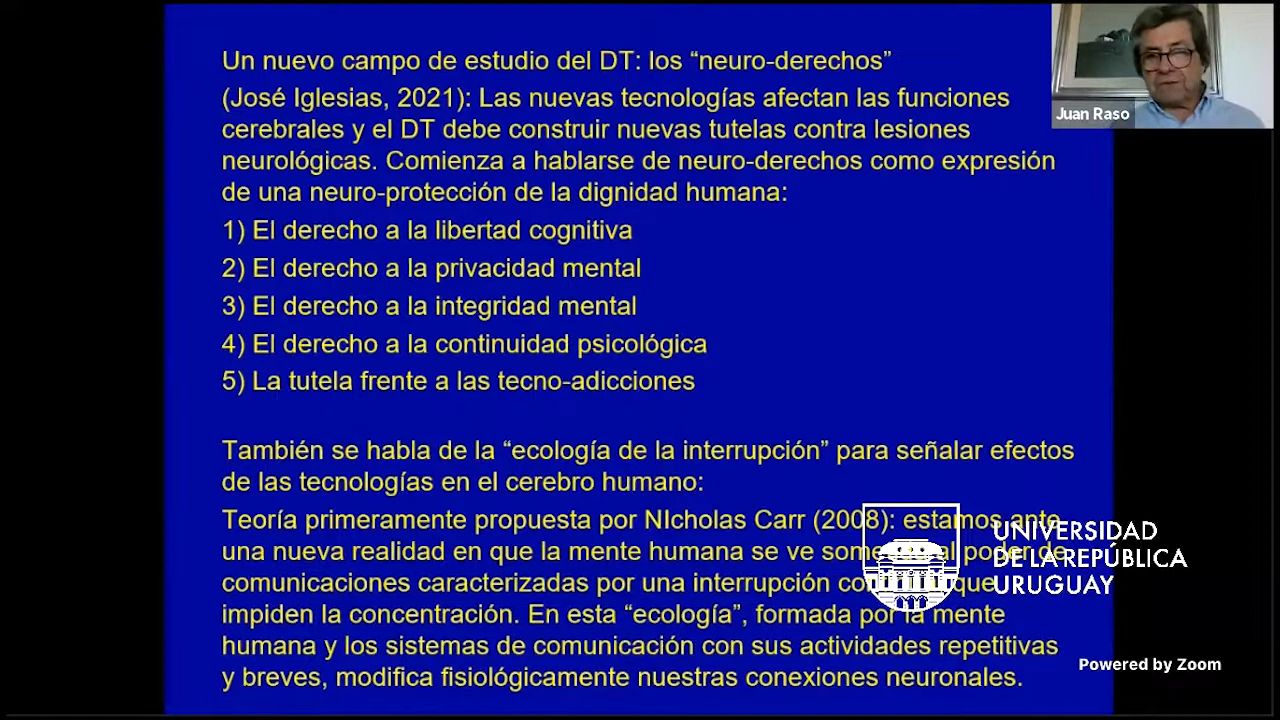 Un nuevo campo de estudio del DT: los “neuro-derechos”
(José Iglesias, 2021): Las nuevas tecnologías afectan las funciones
cerebrales y el DT debe construir nuevas tutelas contra lesiones
neurológicas. Comienza a hablarse de neuro-derechos como expresión
de una neuro-protección de la dignidad humana:
1) El derecho a la libertad cognitiva
2) El derecho a la privacidad mental
3) El derecho a la integridad mental
4) El derecho a la continuidad psicológica
5) La tutela frente a las tecno-adicciones
También se habla de la “ecología de la interrupción” para señalar efectos
de las tecnologías en el cerebro humano:
Teoría primeramente propuesta por NIcholas Carr (2008): estamos ante
una nueva realidad en que la mente humana se ve al poder de
comunicaciones caracterizadas por una interrupción que
impiden la concentración. En esta “ecología”, formada por la mente
humana y los sistemas de comunicación con sus actividades repetitivas
y breves, modifica fisiológicamente nuestras conexiones neuronales.
Juan Raso
UNIVERSIDAD
DE LA REPÚBLICA
URUGUAY
Powered by Zoom